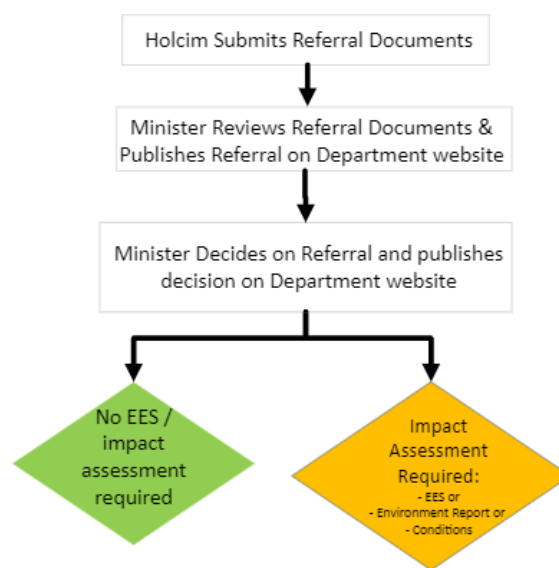 Holcim Submits Referral Documents
Minister Reviews Referral Documents &
Publishes Referral on Department website
Minister Decides on Referral and publishes
decision on Department website
No EES /
impact
assessment
required
Impact
Assessment
Required:
- EES or
- Environment Report or
- Conditions